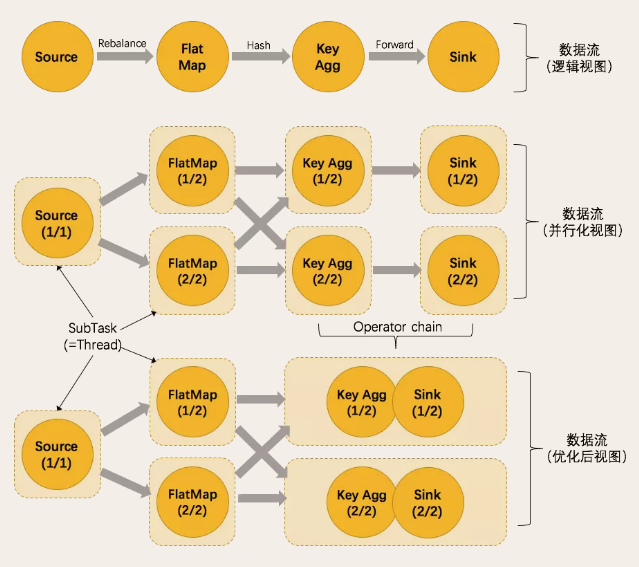 Source
Rebalance
Flat
Map
Hash
Key
Agg
Forward
Sink
数据流
(逻辑视图)
Source
(1/1)
FlatMap
(1/2)
Key Agg
(1/2)
Sink
(1/2)
FlatMap
(2/2)
Key Agg
(2/2)
Sink
(2/2)
数据流
(并行化视图)
SubTask
(=Thread)
Operator chain
Source
(1/1)
FlatMap
(1/2)
Key Agg
(1/2)
Sink
(1/2)
FlatMap
(2/2)
Key Agg
(2/2)
Sink
(2/2)
数据流
(优化后视图)